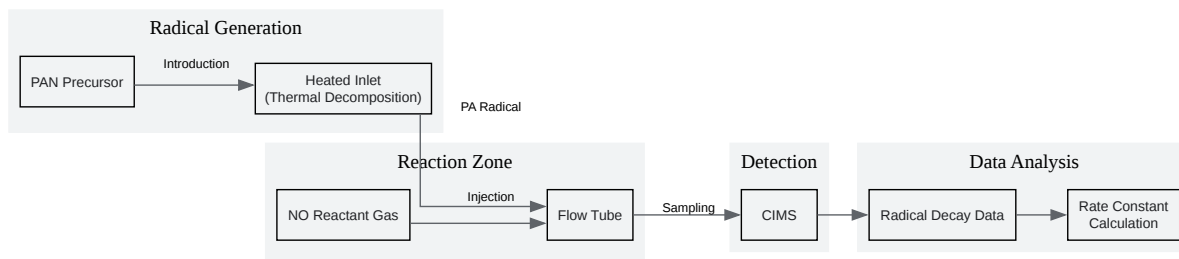 Radical Generation
PAN Precursor
Introduction
Heated Inlet
(Thermal Decomposition)
PA Radical
Reaction Zone
NO Reactant Gas
Injection
Flow Tube
Sampling
Detection
CIMS
Data Analysis
Radical Decay Data
Rate Constant
Calculation